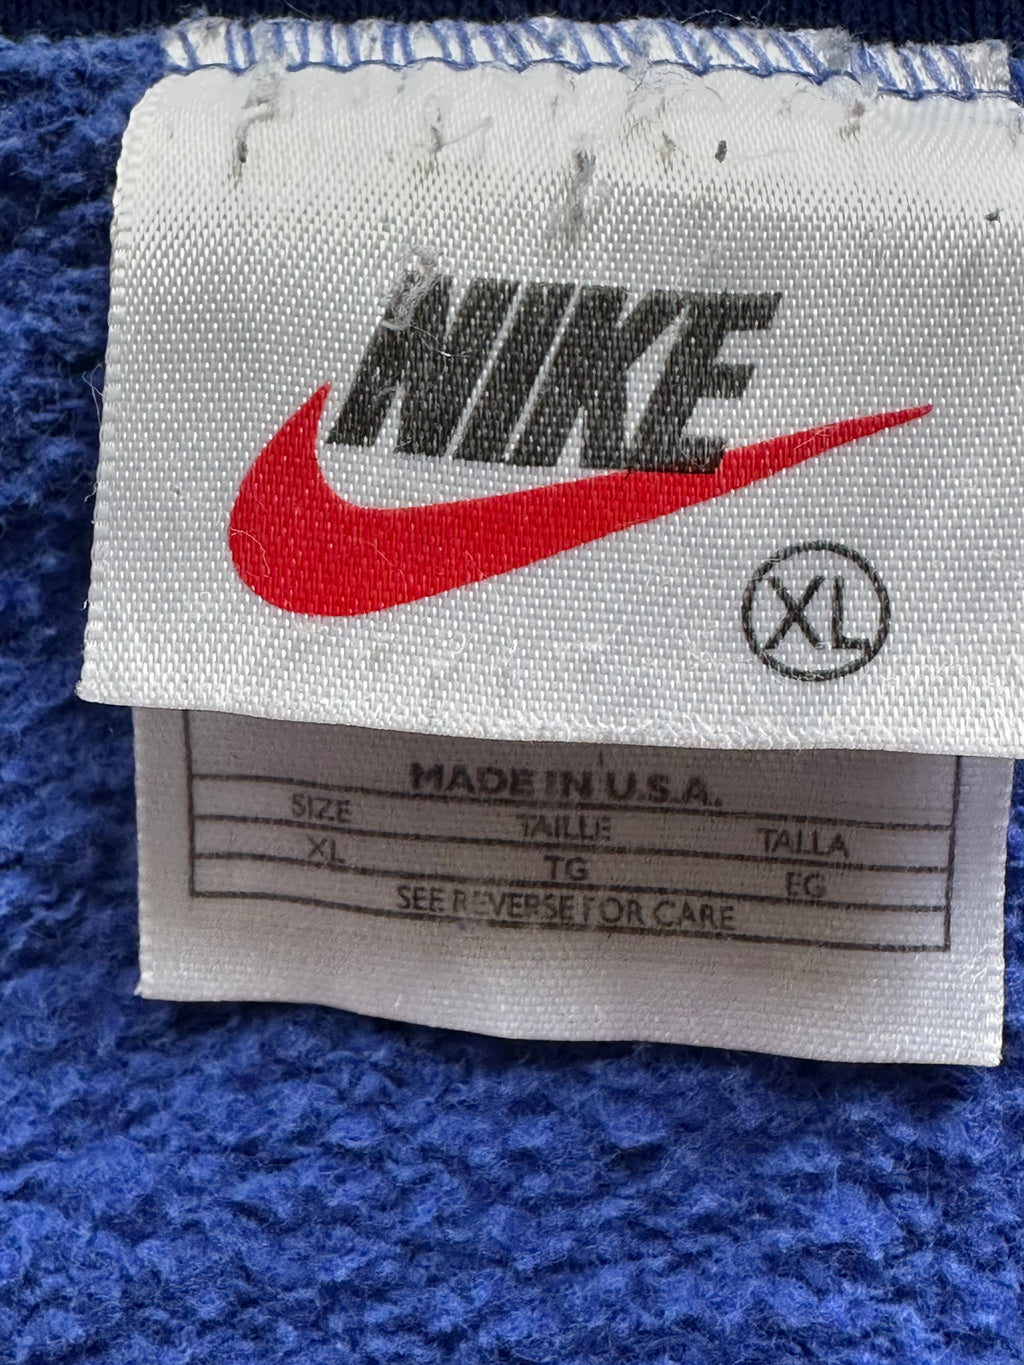 NIKE
XL
MADE IN U.S.A.
SIZE TAILLE TALLA
XL TG EG
SEE REVERSE FOR CARE